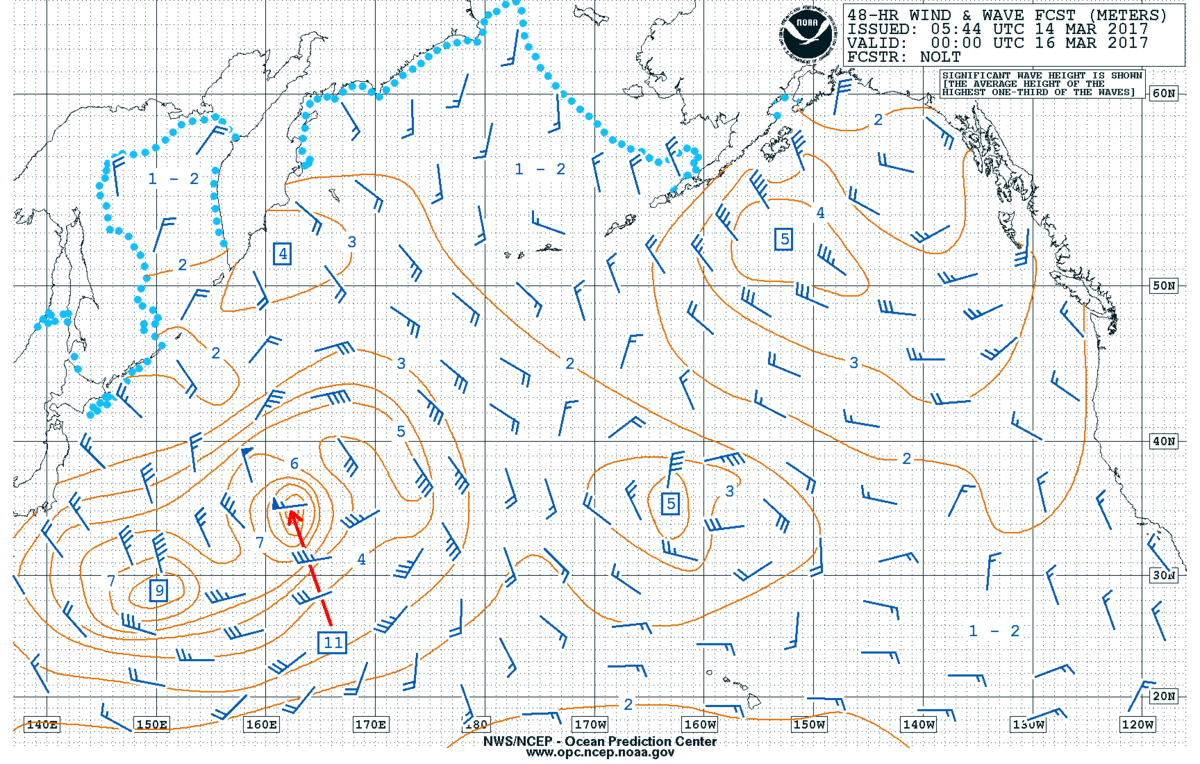 NOAA
48-HR WIND & WAVE FCST (METERS)
ISSUED: 05:44 UTC 14 MAR 2017
VALID: 00:00 UTC 16 MAR 2017
FCSTR: NOLT
SIGNIFICANT WAVE HEIGHT IS SHOWN
[THE AVERAGE HEIGHT OF THE
HIGHEST ONE-THIRD OF THE WAVES]
60N
2
1 - 2
1 - 2
4
5
3
4
2
50N
2
3
2
3
5
40N
2
6
3
5
7
4
7
30N
9
11
1 - 2
20N
2
140E
150E
160E
170E
180
170W
160W
150W
140W
130W
120W
NWS/NCEP - Ocean Prediction Center
www.opc.ncep.noaa.gov